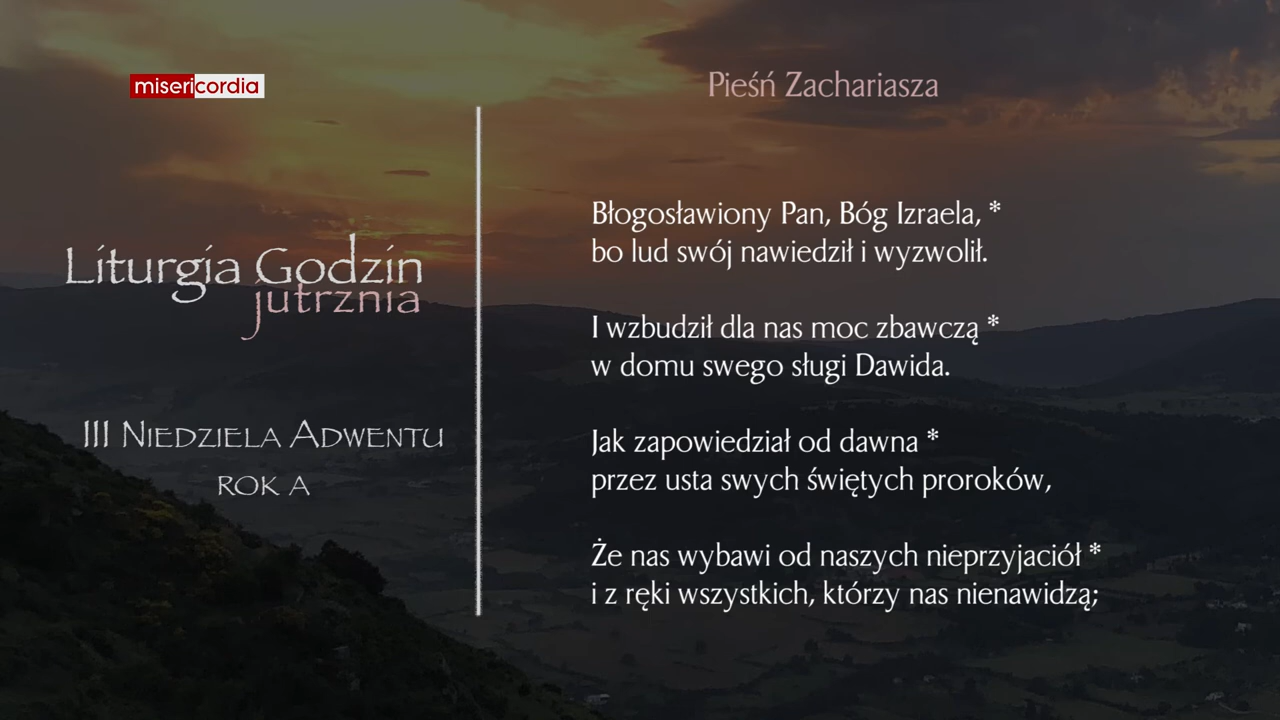 misericordia
Liturgia Godzin
jutrznia
III Niedziela Adwentu
rok A
Pieśń Zachariasza
Błogosławiony Pan, Bóg Izraela, *
bo lud swój nawiedził i wyzwolił.
I wzbudził dla nas moc zbawczą *
w domu swego sługi Dawida.
Jak zapowiedział od dawna *
przez usta swych świętych proroków,
Że nas wybawi od naszych nieprzyjaciół *
i z ręki wszystkich, którzy nas nienawidzą;